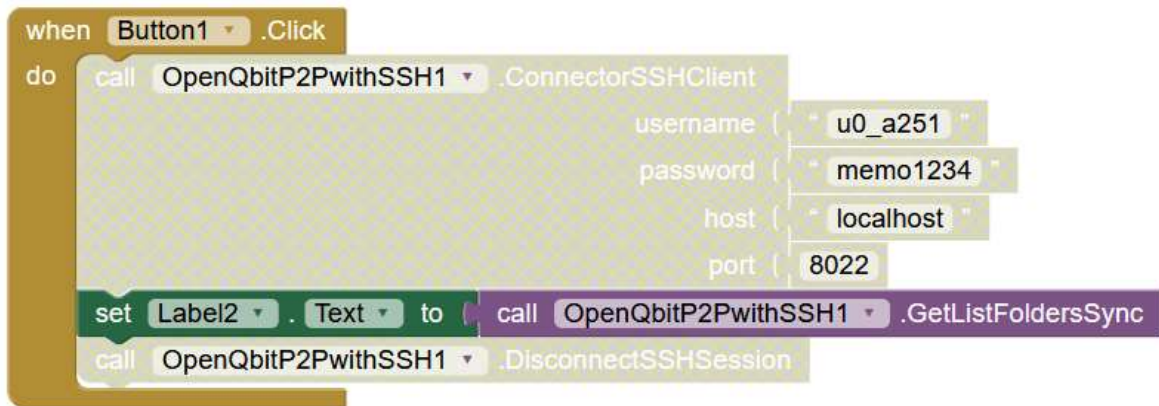 when Button1 .Click
do call OpenQbitP2PwithSSH1 .ConnectorSSHClient
username “ u0_a251 ”
password “ memo1234 ”
host “ localhost ”
port 8022
set Label2 . Text to call OpenQbitP2PwithSSH1 .GetListFoldersSync
call OpenQbitP2PwithSSH1 .DisconnectSSHSession